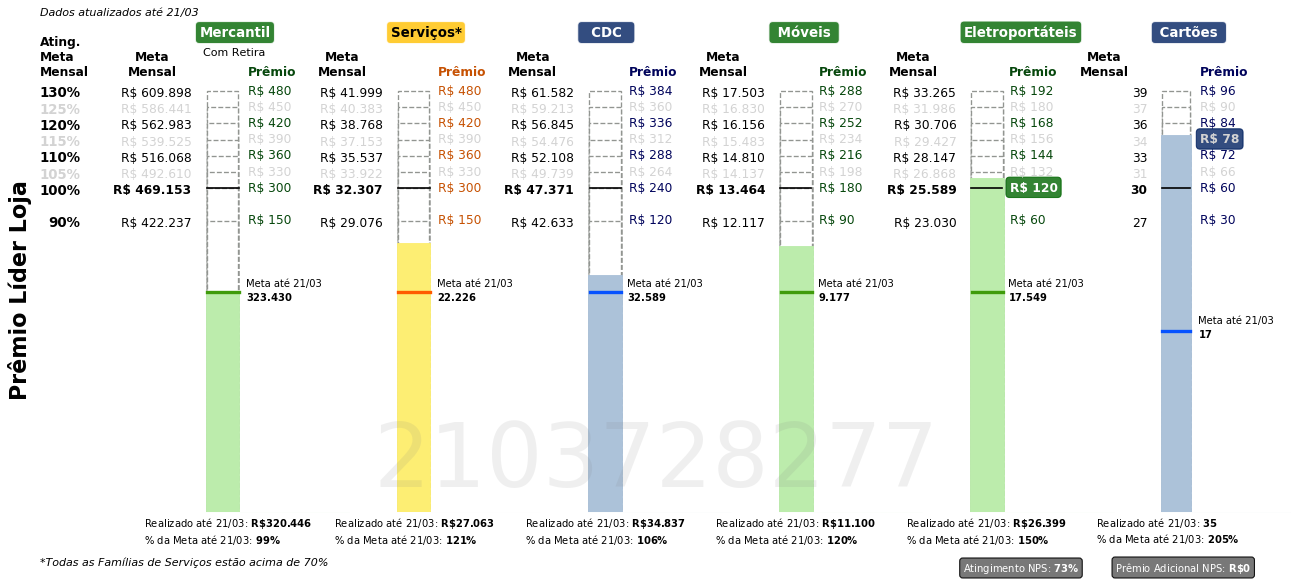 Dados atualizados até 21/03
Mercantil Serviços* CDC Móveis Eletroportáteis Cartões
Com Retira
Ating. Meta Mensal
Meta Mensal Prêmio Meta Mensal Prêmio Meta Mensal Prêmio Meta Mensal Prêmio Meta Mensal Prêmio Meta Mensal Prêmio
130% R$ 609.898 R$ 480 R$ 41.999 R$ 480 R$ 61.582 R$ 384 R$ 17.503 R$ 288 R$ 33.265 R$ 192 39 R$ 96
125% R$ 586.441 R$ 450 R$ 40.383 R$ 450 R$ 59.213 R$ 360 R$ 16.830 R$ 270 R$ 31.986 R$ 180 37 R$ 90
120% R$ 562.983 R$ 420 R$ 38.768 R$ 420 R$ 56.845 R$ 336 R$ 16.156 R$ 252 R$ 30.706 R$ 168 36 R$ 84
115% R$ 539.525 R$ 390 R$ 37.153 R$ 390 R$ 54.476 R$ 312 R$ 15.483 R$ 234 R$ 29.427 R$ 156 34 R$ 78
110% R$ 516.068 R$ 360 R$ 35.537 R$ 360 R$ 52.108 R$ 288 R$ 14.810 R$ 216 R$ 28.147 R$ 144 33 R$ 72
105% R$ 492.610 R$ 330 R$ 33.922 R$ 330 R$ 49.739 R$ 264 R$ 14.137 R$ 198 R$ 26.868 R$ 132 31 R$ 66
100% R$ 469.153 R$ 300 R$ 32.307 R$ 300 R$ 47.371 R$ 240 R$ 13.464 R$ 180 R$ 25.589 R$ 120 30 R$ 60
90% R$ 422.237 R$ 150 R$ 29.076 R$ 150 R$ 42.633 R$ 120 R$ 12.117 R$ 90 R$ 23.030 R$ 60 27 R$ 30
Prêmio Líder Loja
Meta até 21/03 Meta até 21/03 Meta até 21/03 Meta até 21/03 Meta até 21/03
323.430 22.226 32.589 9.177 17.549
Meta até 21/03
17
2103728277
Realizado até 21/03: R$320.446 Realizado até 21/03: R$27.063 Realizado até 21/03: R$34.837 Realizado até 21/03: R$11.100 Realizado até 21/03: R$26.399 Realizado até 21/03: 35
% da Meta até 21/03: 99% % da Meta até 21/03: 121% % da Meta até 21/03: 106% % da Meta até 21/03: 120% % da Meta até 21/03: 150% % da Meta até 21/03: 205%
*Todas as Famílias de Serviços estão acima de 70% Atingimento NPS: 73% Prêmio Adicional NPS: R$0